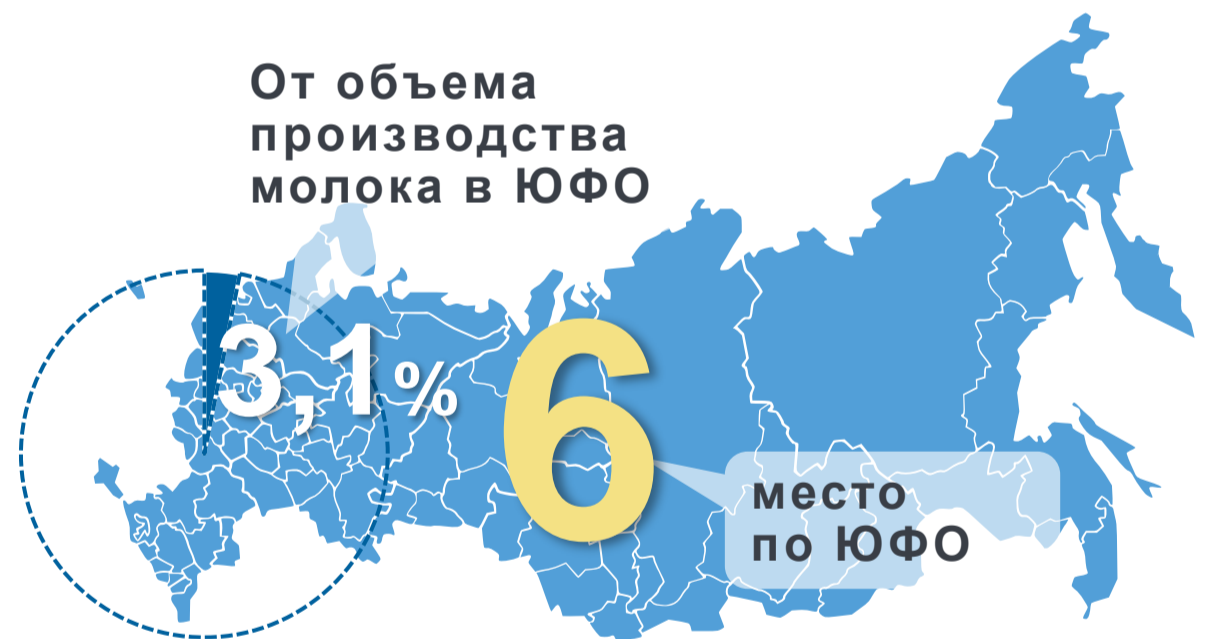 От объема
производства
молока в ЮФО
3,1%
6
место
по ЮФО